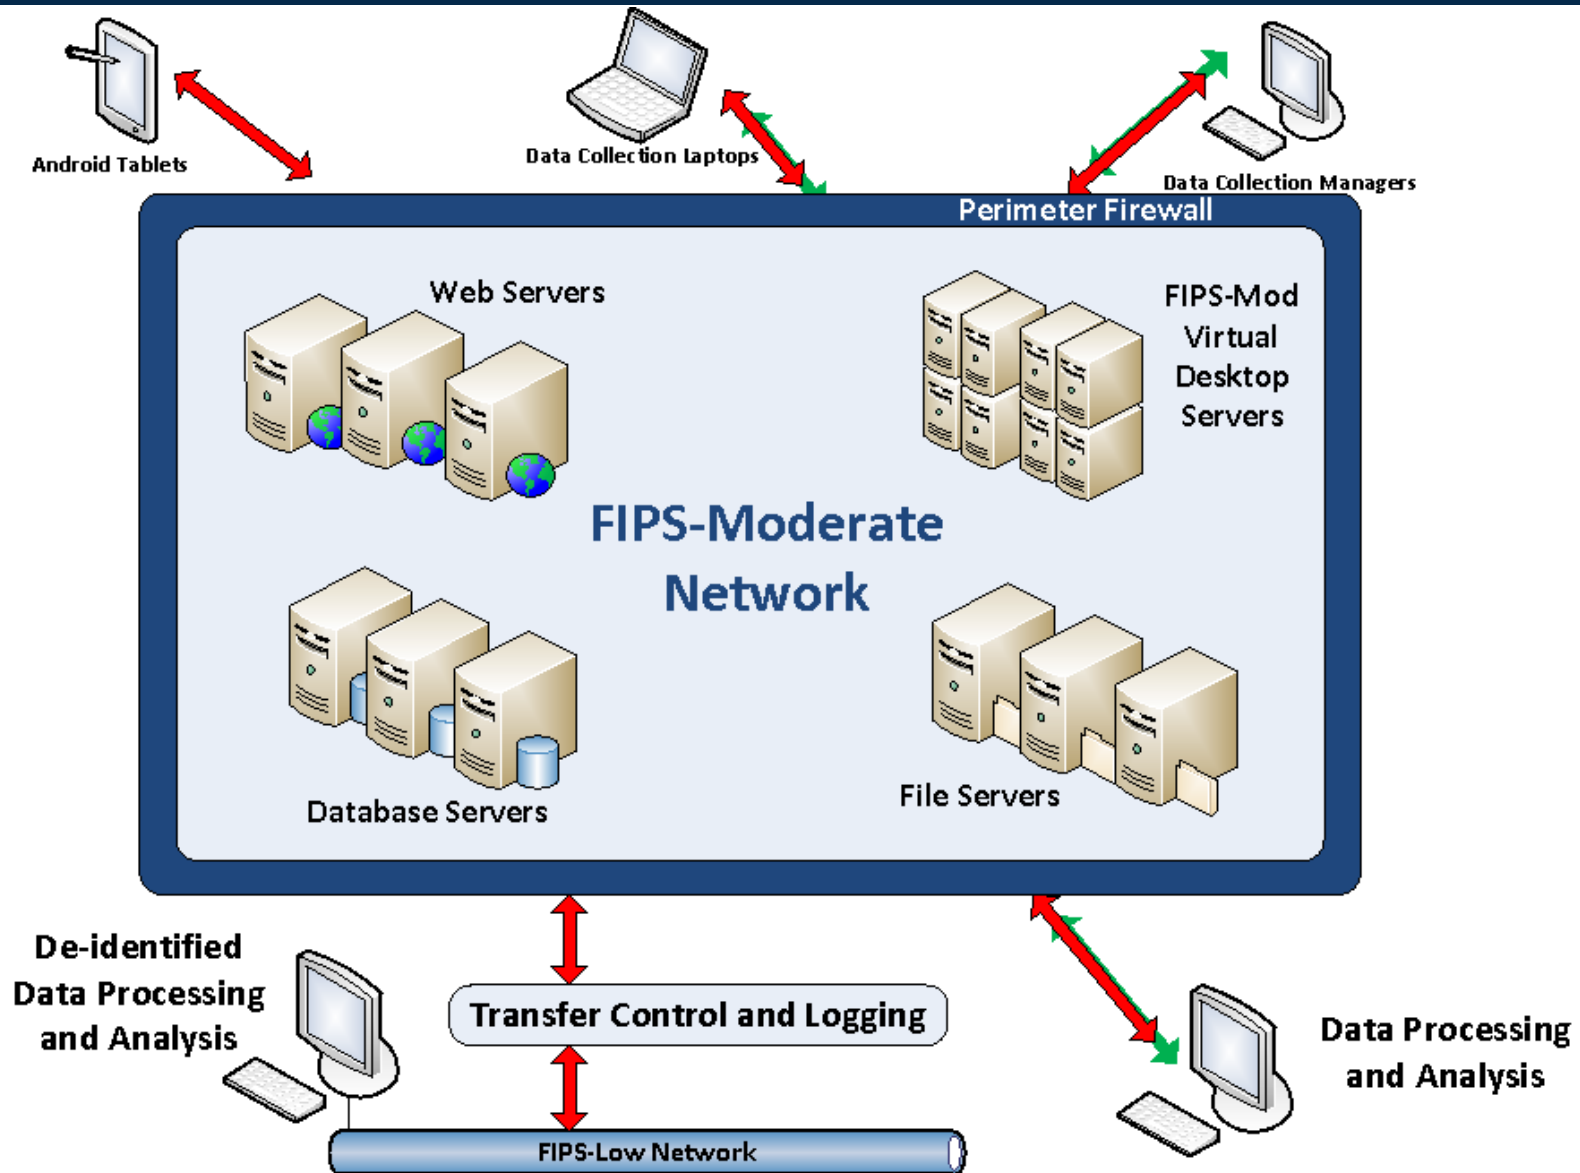 Android Tablets
Data Collection Laptops
Data Collection Managers
Perimeter Firewall
Web Servers
FIPS-Mod
Virtual
Desktop
Servers
FIPS-Moderate
Network
Database Servers
File Servers
De-identified
Data Processing
and Analysis
Transfer Control and Logging
Data Processing
and Analysis
FIPS-Low Network